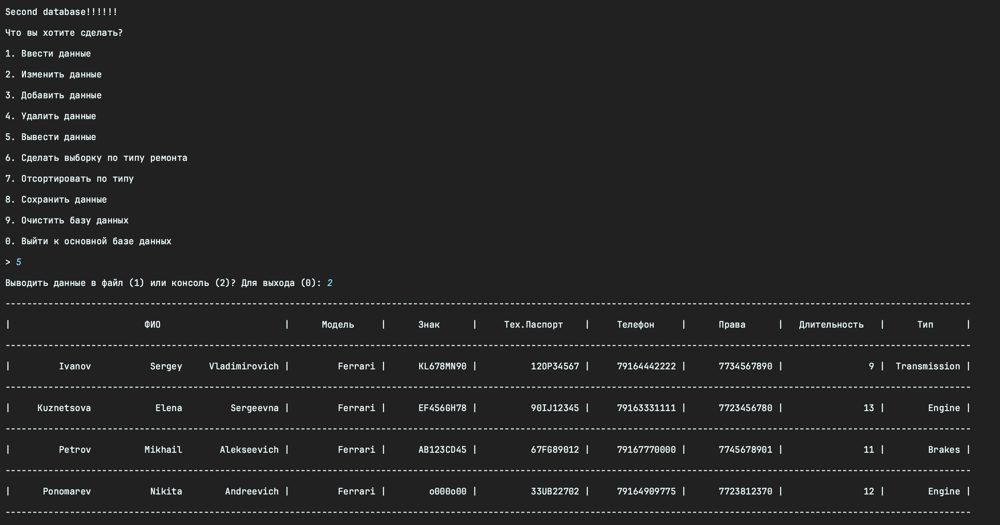 Second database!!!!!!
Что вы хотите сделать?
1. Ввести данные
2. Изменить данные
3. Добавить данные
4. Удалить данные
5. Вывести данные
6. Сделать выборку по типу ремонта
7. Отсортировать по типу
8. Сохранить данные
9. Очистить базу данных
0. Выйти к основной базе данных
> 5
Выводить данные в файл (1) или консоль (2)? Для выхода (0): 2
| ФИО | Модель | Знак | Тех.Паспорт | Телефон | Права | Длительность | Тип |
| Ivanov Sergey Vladimirovich | Ferrari | KL678MN90 | 12OP34567 | 79164442222 | 7734567890 | 9 | Transmission |
| Kuznetsova Elena Sergeevna | Ferrari | EF456GH78 | 90IJ12345 | 79163331111 | 7723456780 | 13 | Engine |
| Petrov Mikhail Alekseevich | Ferrari | AB123CD45 | 67FG89012 | 79167770000 | 7745678901 | 11 | Brakes |
| Ponomarev Nikita Andreevich | Ferrari | o000o00 | 33UB22702 | 79164909775 | 7723812370 | 12 | Engine |